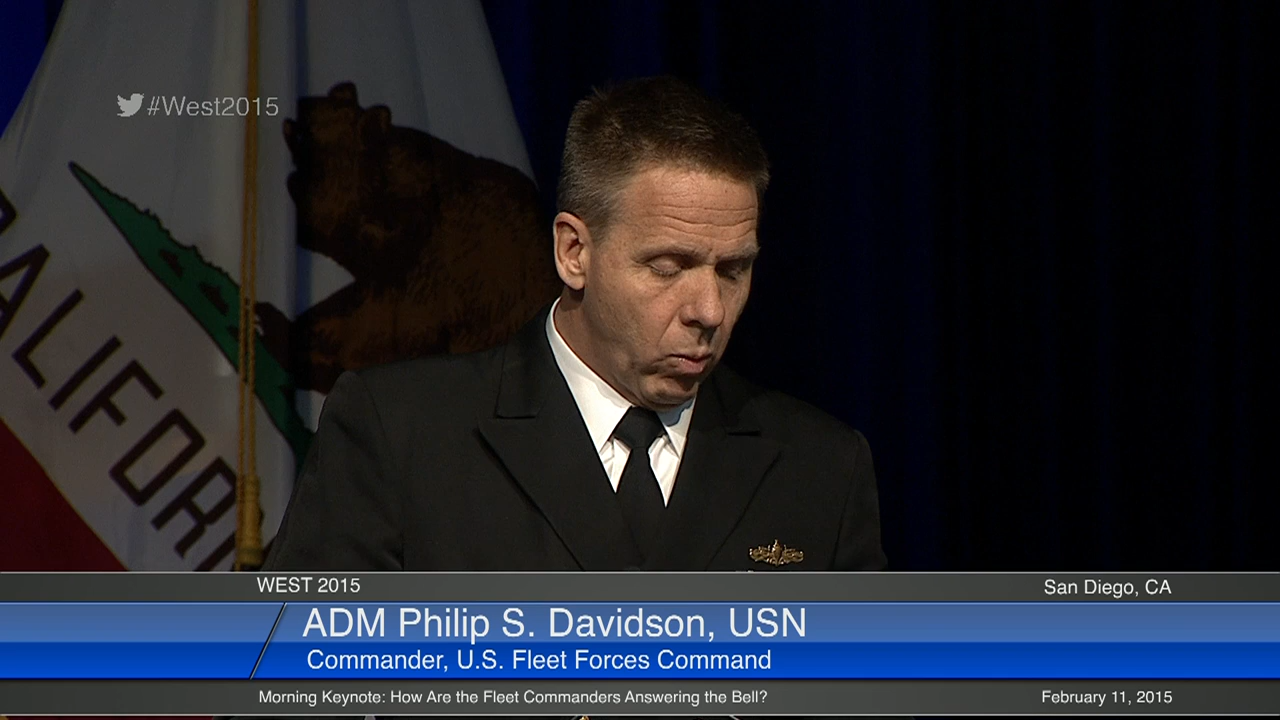 #West2015
CALIFORN
WEST 2015
San Diego, CA
ADM Philip S. Davidson, USN
Commander, U.S. Fleet Forces Command
Morning Keynote: How Are the Fleet Commanders Answering the Bell?
February 11, 2015